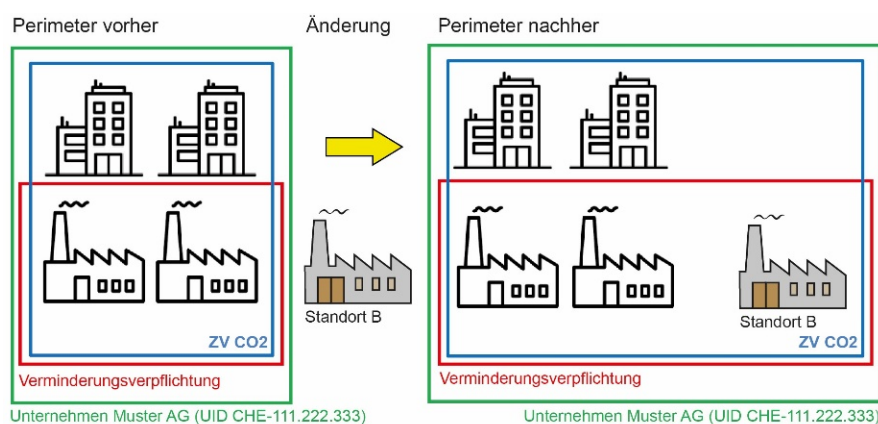 Perimeter vorher
Änderung
Perimeter nachher
Standort B
Standort B
ZV CO2
ZV CO2
Verminderungsverpflichtung
Verminderungsverpflichtung
Unternehmen Muster AG (UID CHE-111.222.333)
Unternehmen Muster AG (UID CHE-111.222.333)